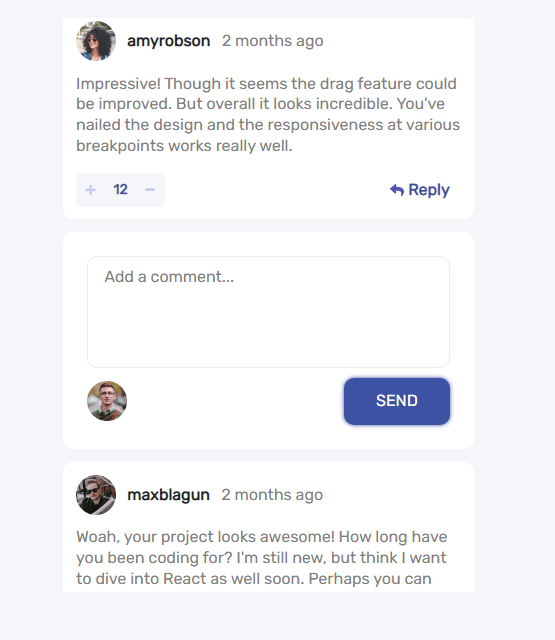 amyrobson 2 months ago
Impressive! Though it seems the drag feature could
be improved. But overall it looks incredible. You've
nailed the design and the responsiveness at various
breakpoints works really well.
+ 12 − Reply
Add a comment...
SEND
maxblagun 2 months ago
Woah, your project looks awesome! How long have
you been coding for? I'm still new, but think I want
to dive into React as well soon. Perhaps you can